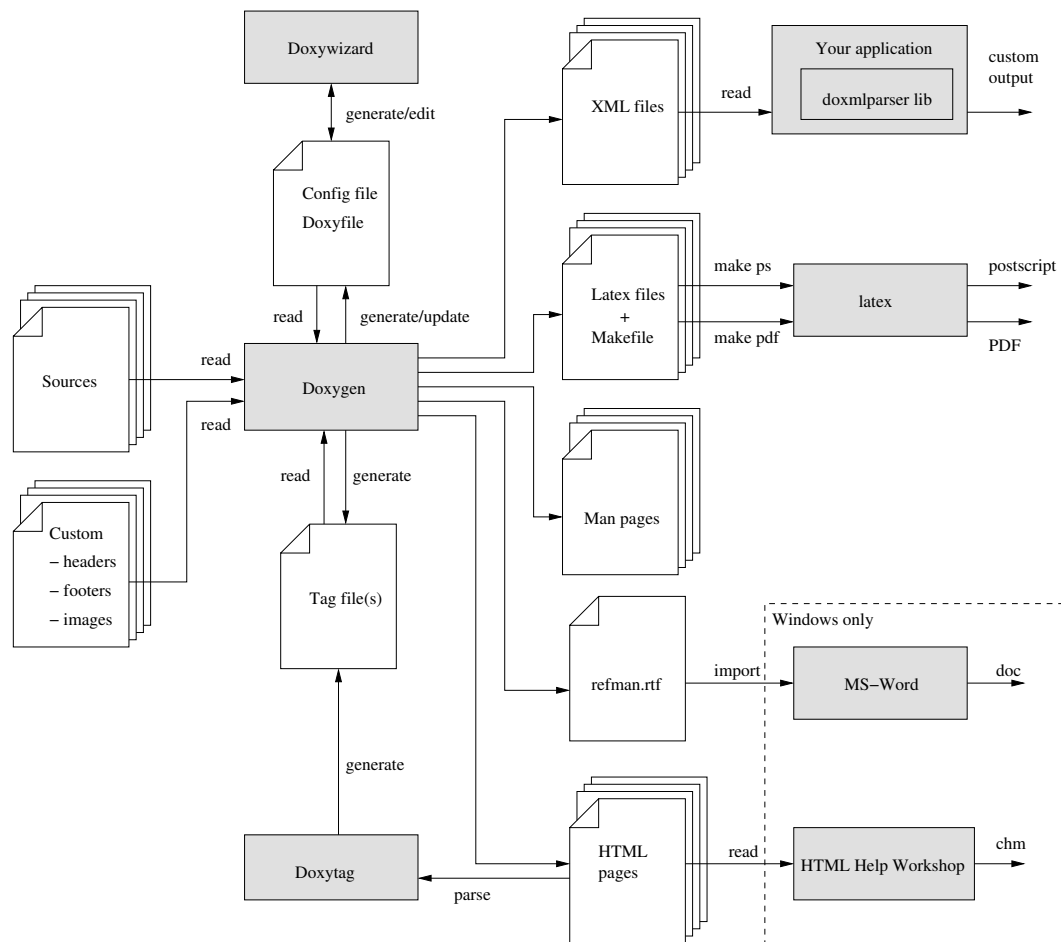 Doxywizard
generate/edit
Config file
Doxyfile
read
generate/update
Sources
read
Doxygen
read
Custom
– headers
– footers
– images
read
generate
Tag file(s)
generate
Doxytag
parse
XML files
read
Your application
doxmlparser lib
custom
output
Latex files
+
Makefile
make ps
make pdf
latex
postscript
PDF
Man pages
Windows only
refman.rtf
import
MS–Word
doc
HTML
pages
read
HTML Help Workshop
chm